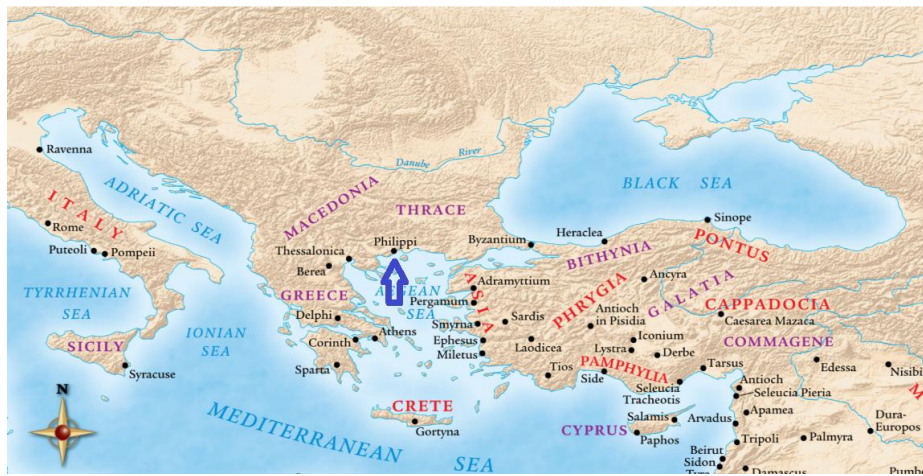 Ravenna
Danube
River
BLACK SEA
ADRIATIC SEA
ITALY
Rome
Puteoli
Pompeii
MACEDONIA
THRACE
Sinope
Philippi
Byzantium
Heraclea
BITHYNIA
PONTUS
Thessalonica
Berea
TYRRHENIAN
SEA
GREECE
AEGEAN
SEA
ASIA
Adramyttium
Pergamum
PHRYGIA
GALATIA
Ancyra
CAPPADOCIA
Caesarea Mazaca
Delphi
Smyrna
Sardis
Antioch
in Pisidia
Iconium
COMMAGENE
IONIAN
SEA
SICILY
Syracuse
Corinth
Athens
Ephesus
Miletus
Laodicea
Lystra
Derbe
Edessa
Nisibi
Sparta
Tios
PAMPHYLIA
Side
Seleucia
Tracheotis
Tarsus
Antioch
Seleucia Pieria
M
N
MEDITERRANEAN
SEA
CRETE
Gortyna
CYPRUS
Salamis
Paphos
Arvadus
Apamea
Dura-
Europos
Tripoli
Palmyra
Beirut
Sidon
Tyre
Damascus
Pumb